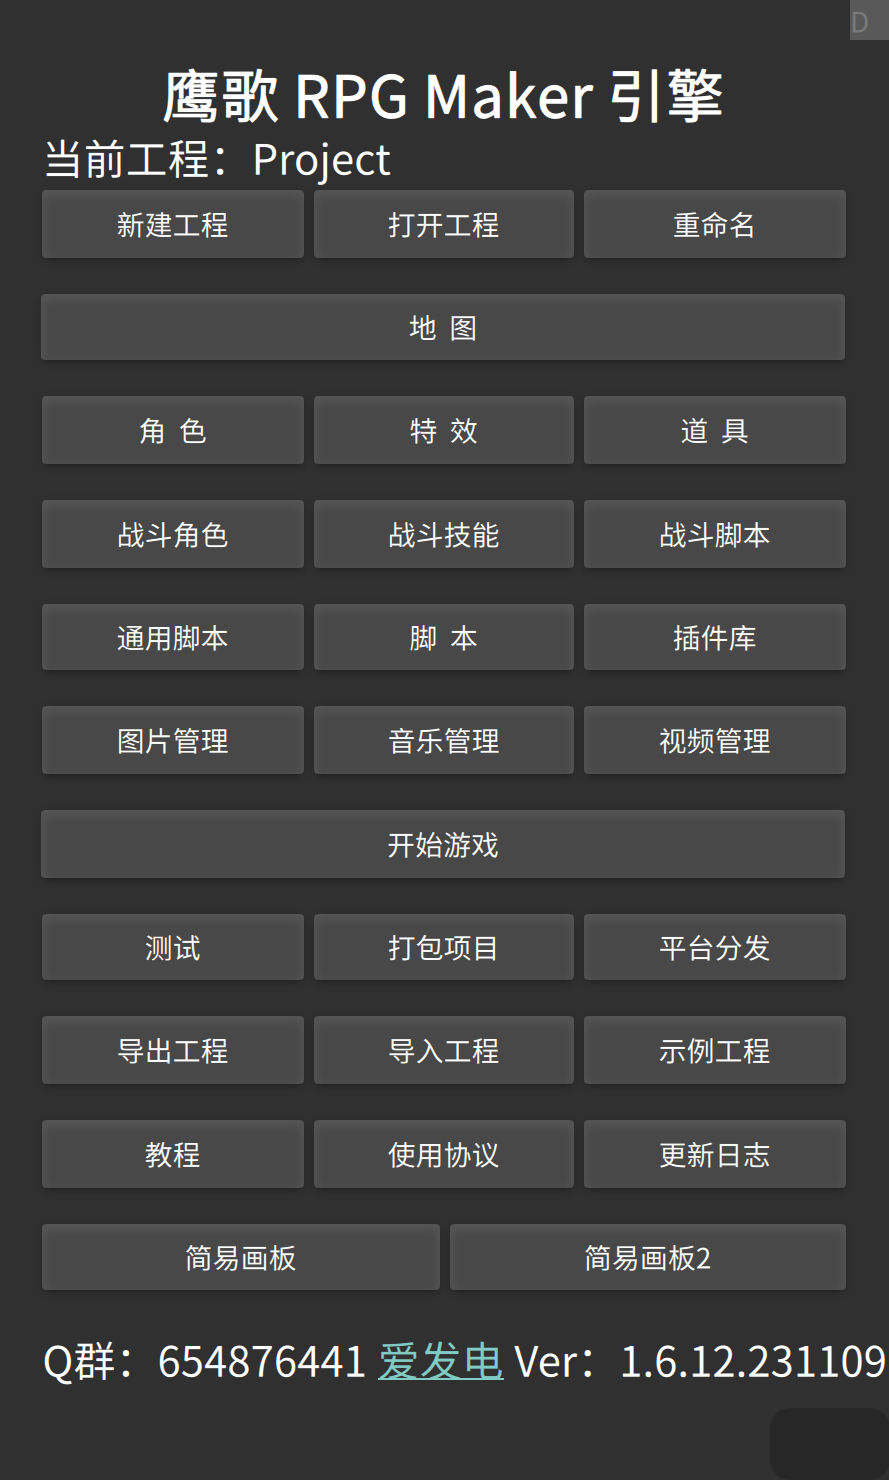 D
鹰歌 RPG Maker 引擎
当前工程：Project
新建工程 打开工程 重命名
地 图
角 色 特 效 道 具
战斗角色 战斗技能 战斗脚本
通用脚本 脚 本 插件库
图片管理 音乐管理 视频管理
开始游戏
测试 打包项目 平台分发
导出工程 导入工程 示例工程
教程 使用协议 更新日志
简易画板 简易画板2
Q群：654876441 爱发电 Ver：1.6.12.231109